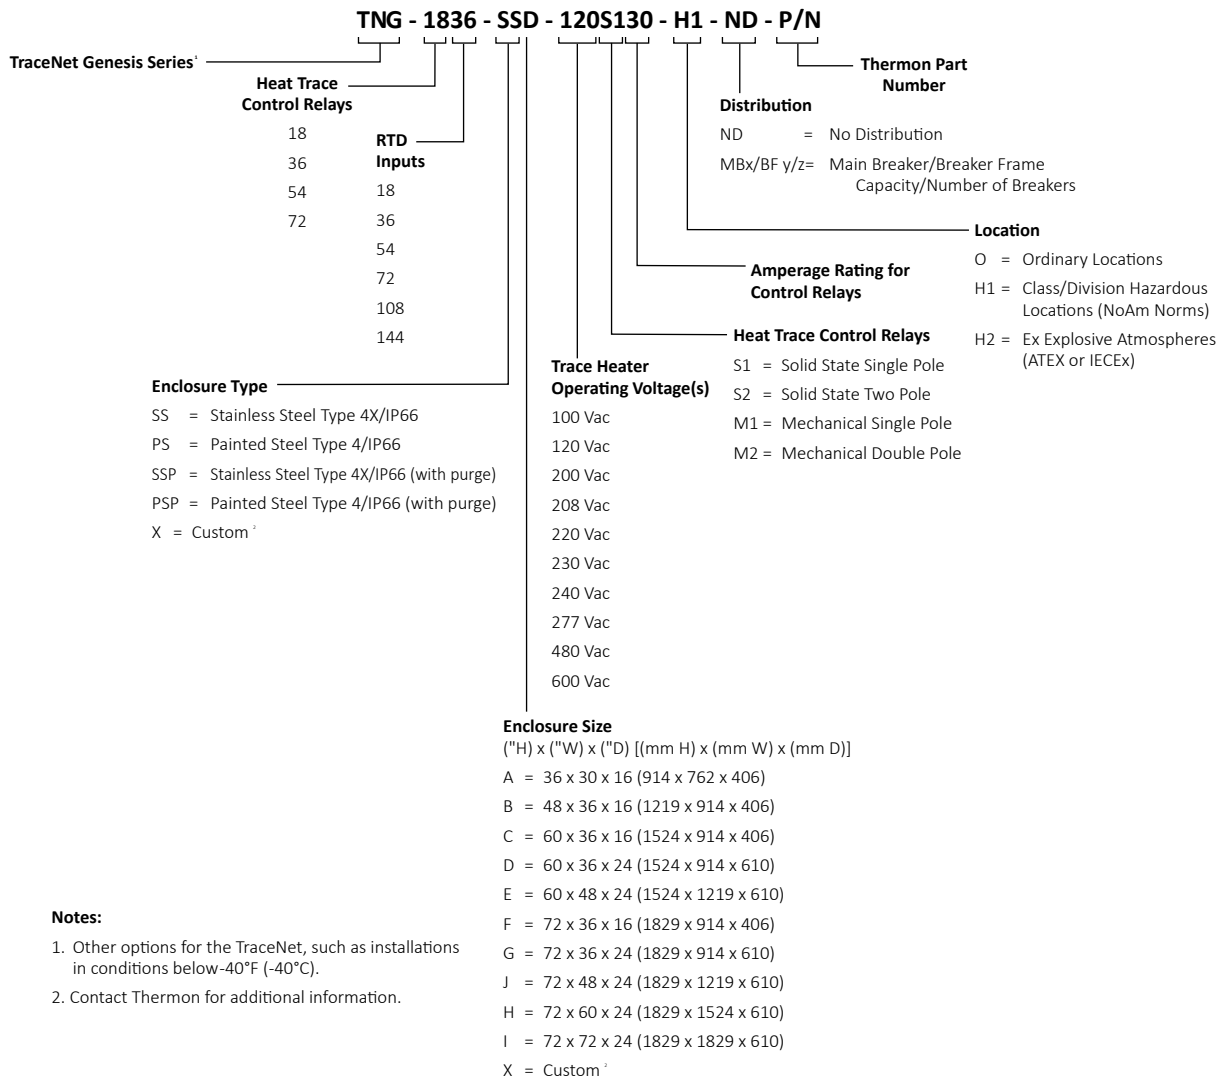 TNG - 1836 - SSD - 120S130 - H1 - ND - P/N
TraceNet Genesis Series¹
Heat Trace
Control Relays
18
36
54
72
RTD
Inputs
18
36
54
72
108
144
Enclosure Type
SS = Stainless Steel Type 4X/IP66
PS = Painted Steel Type 4/IP66
SSP = Stainless Steel Type 4X/IP66 (with purge)
PSP = Painted Steel Type 4/IP66 (with purge)
X = Custom ²
Enclosure Size
("H) x ("W) x ("D) [(mm H) x (mm W) x (mm D)]
A = 36 x 30 x 16 (914 x 762 x 406)
B = 48 x 36 x 16 (1219 x 914 x 406)
C = 60 x 36 x 16 (1524 x 914 x 406)
D = 60 x 36 x 24 (1524 x 914 x 610)
E = 60 x 48 x 24 (1524 x 1219 x 610)
F = 72 x 36 x 16 (1829 x 914 x 406)
G = 72 x 36 x 24 (1829 x 914 x 610)
J = 72 x 48 x 24 (1829 x 1219 x 610)
H = 72 x 60 x 24 (1829 x 1524 x 610)
I = 72 x 72 x 24 (1829 x 1829 x 610)
X = Custom ²
Trace Heater
Operating Voltage(s)
100 Vac
120 Vac
200 Vac
208 Vac
220 Vac
230 Vac
240 Vac
277 Vac
480 Vac
600 Vac
Heat Trace Control Relays
S1 = Solid State Single Pole
S2 = Solid State Two Pole
M1 = Mechanical Single Pole
M2 = Mechanical Double Pole
Amperage Rating for
Control Relays
Location
O = Ordinary Locations
H1 = Class/Division Hazardous
Locations (NoAm Norms)
H2 = Ex Explosive Atmospheres
(ATEX or IECEx)
Distribution
ND = No Distribution
MBx/BF y/z= Main Breaker/Breaker Frame
Capacity/Number of Breakers
Thermon Part
Number
Notes:
1. Other options for the TraceNet, such as installations
in conditions below-40°F (-40°C).
2. Contact Thermon for additional information.